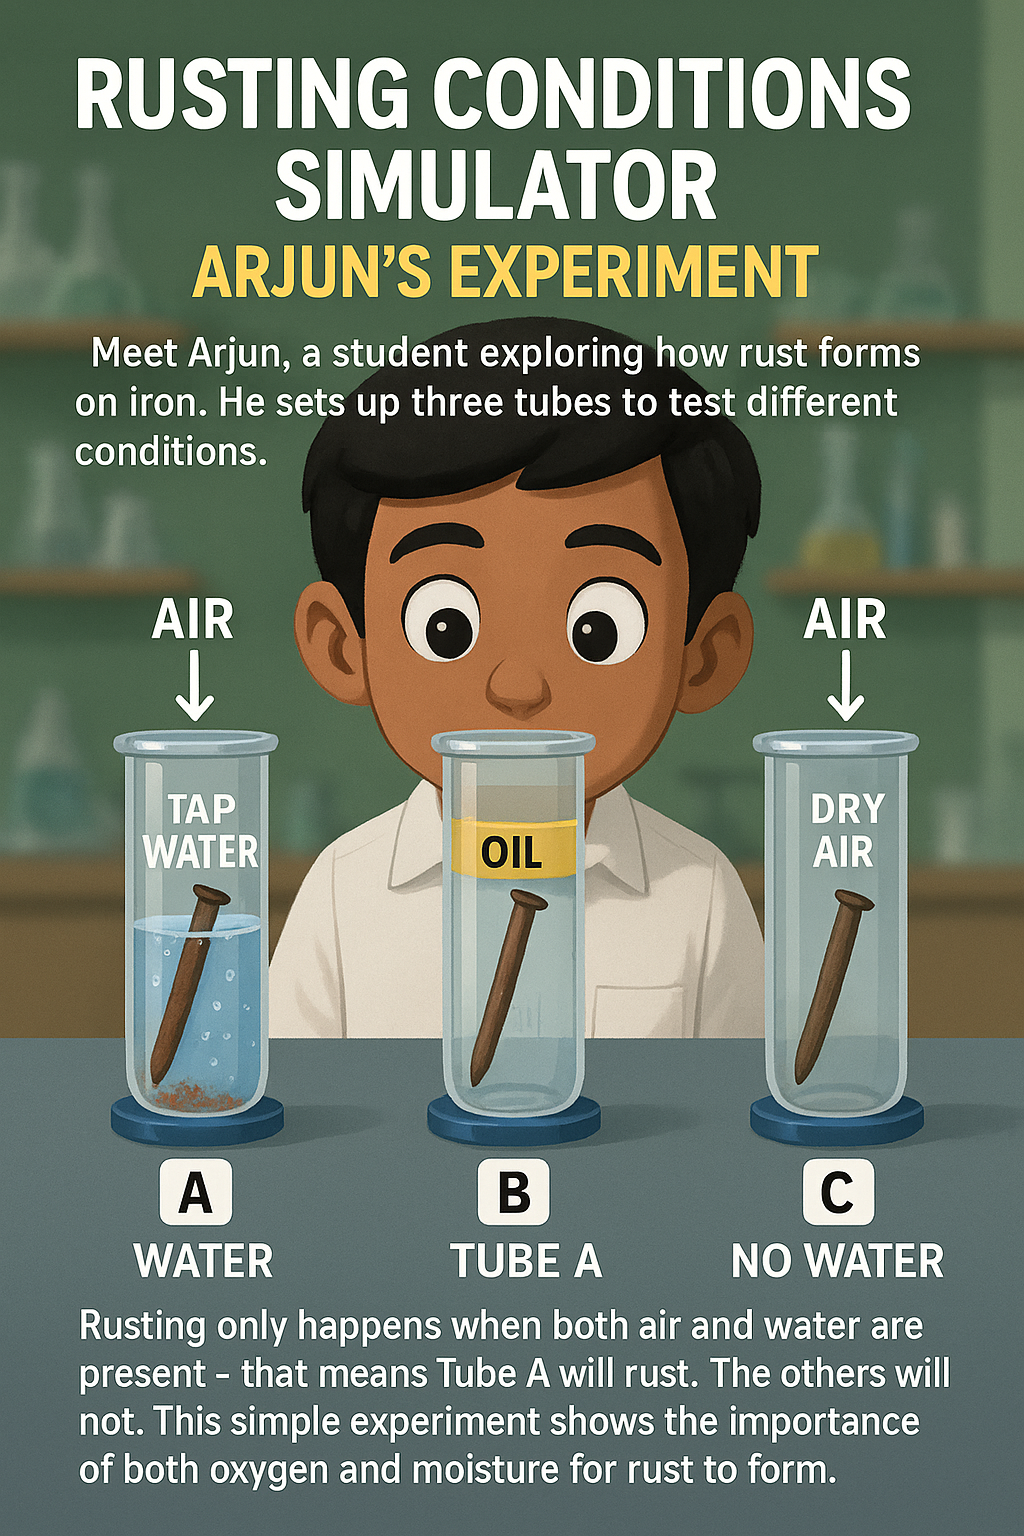 RUSTING CONDITIONS
SIMULATOR
ARJUN'S EXPERIMENT
Meet Arjun, a student exploring how rust forms
on iron. He sets up three tubes to test different
conditions.
AIR
AIR
TAP
WATER
OIL
DRY
AIR
A
B
C
WATER
TUBE A
NO WATER
Rusting only happens when both air and water are
present – that means Tube A will rust. The others will
not. This simple experiment shows the importance
of both oxygen and moisture for rust to form.